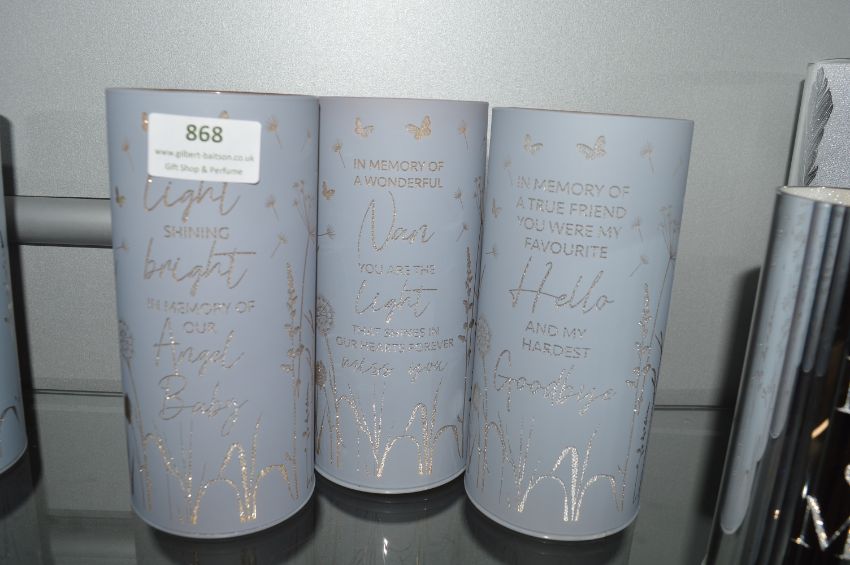 868
www.gilbert-baitson.co.uk
Gift Shop & Perfume
light
SHINING
bright
IN MEMORY OF
OUR
Angel
Baby
IN MEMORY OF
A WONDERFUL
Nan
YOU ARE THE
light
THAT SHINES IN
OUR HEARTS FOREVER
miss you
IN MEMORY OF
A TRUE FRIEND
YOU WERE MY
FAVOURITE
Hello
AND MY
HARDEST
Goodbye